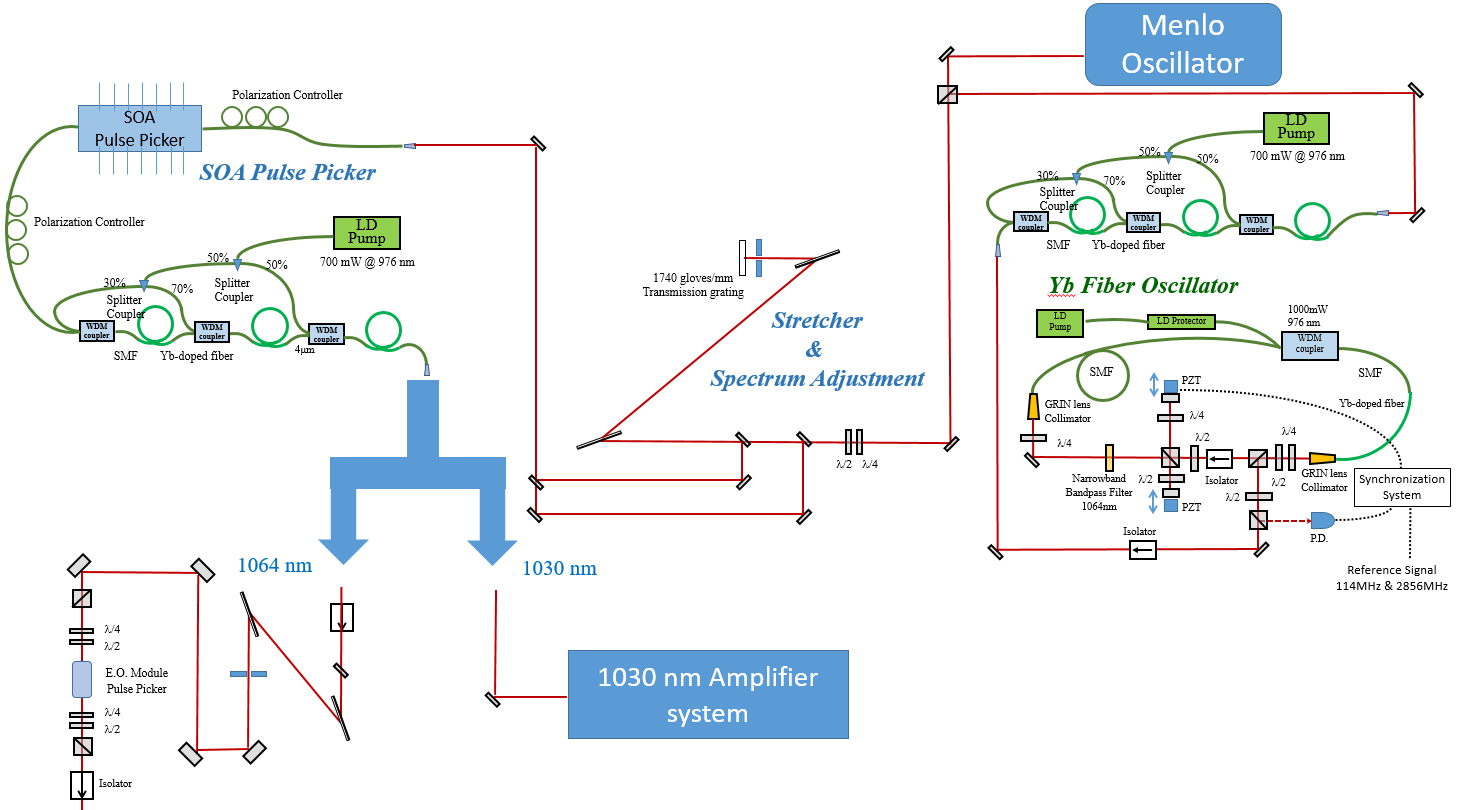 Menlo
Oscillator
Polarization Controller
SOA
Pulse Picker
SOA Pulse Picker
Polarization Controller
LD
Pump
700 mW @ 976 nm
50%
50%
30%
70%
Splitter
Coupler
Splitter
Coupler
WDM
coupler
WDM
coupler
WDM
coupler
SMF
Yb-doped fiber
4μm
LD
Pump
700 mW @ 976 nm
50%
50%
30%
70%
Splitter
Coupler
Splitter
Coupler
WDM
coupler
WDM
coupler
WDM
coupler
SMF
Yb-doped fiber
1740 gloves/mm
Transmission grating
Stretcher
&
Spectrum Adjustment
λ/2
λ/4
Yb Fiber Oscillator
LD
Pump
LD Protector
1000mW
976 nm
WDM
coupler
SMF
SMF
PZT
GRIN lens
Collimator
Yb-doped fiber
λ/4
λ/4
λ/2
λ/4
λ/2
λ/2
λ/2
Narrowband
Bandpass Filter
1064nm
Isolator
GRIN lens
Collimator
PZT
Synchronization
System
P.D.
Isolator
Reference Signal
114MHz & 2856MHz
1064 nm
1030 nm
λ/4
λ/2
E.O. Module
Pulse Picker
λ/4
λ/2
Isolator
1030 nm Amplifier
system